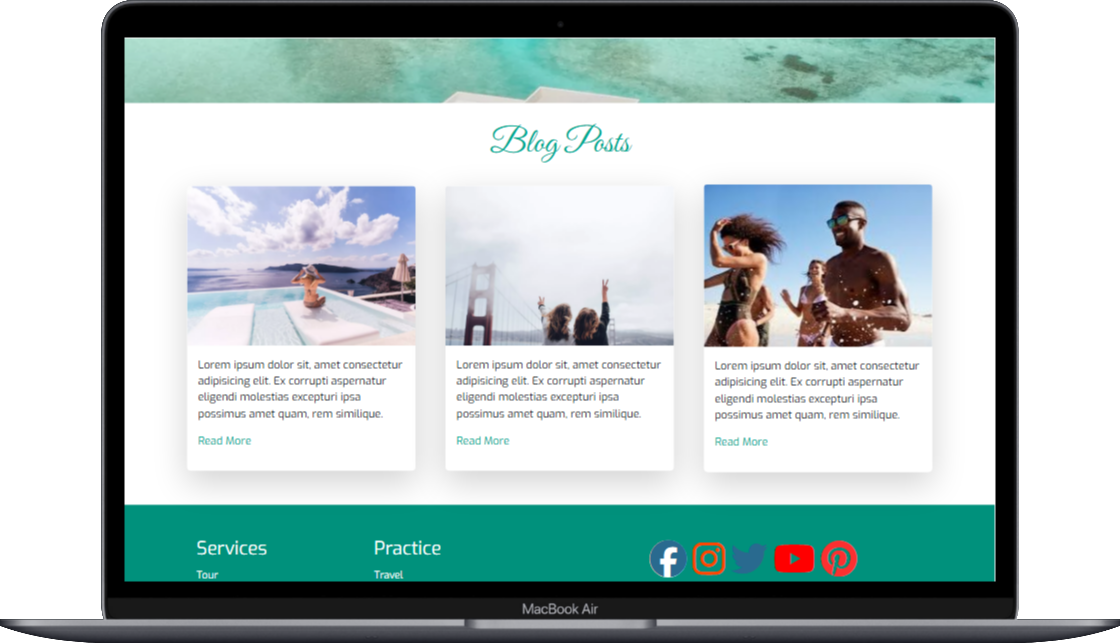 Blog Posts
Lorem ipsum dolor sit, amet consectetur
adipisicing elit. Ex corrupti aspernatur
eligendi molestias excepturi ipsa
possimus amet quam, rem similique.
Read More
Lorem ipsum dolor sit, amet consectetur
adipisicing elit. Ex corrupti aspernatur
eligendi molestias excepturi ipsa
possimus amet quam, rem similique.
Read More
Lorem ipsum dolor sit, amet consectetur
adipisicing elit. Ex corrupti aspernatur
eligendi molestias excepturi ipsa
possimus amet quam, rem similique.
Read More
Services
Tour
Practice
Travel
MacBook Air